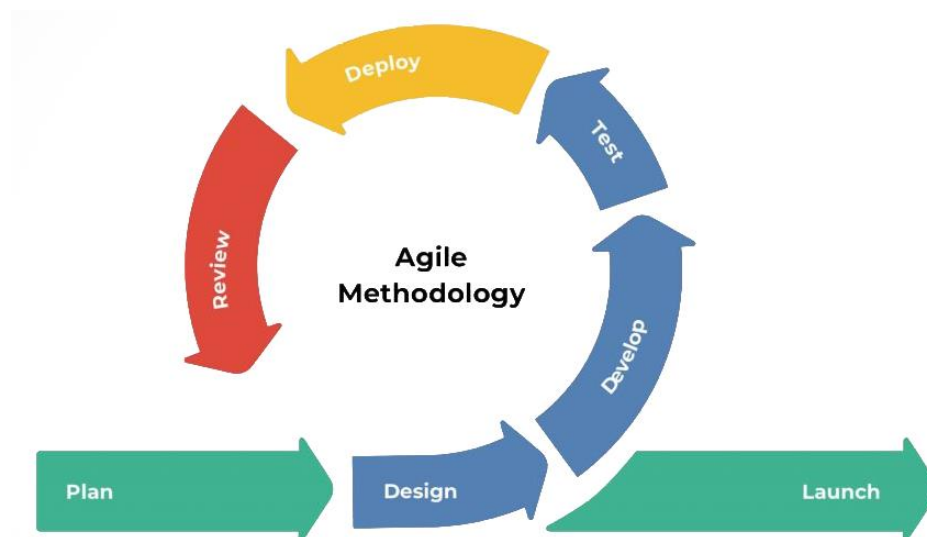 Deploy
Test
Review
Agile
Methodology
Develop
Plan
Design
Launch